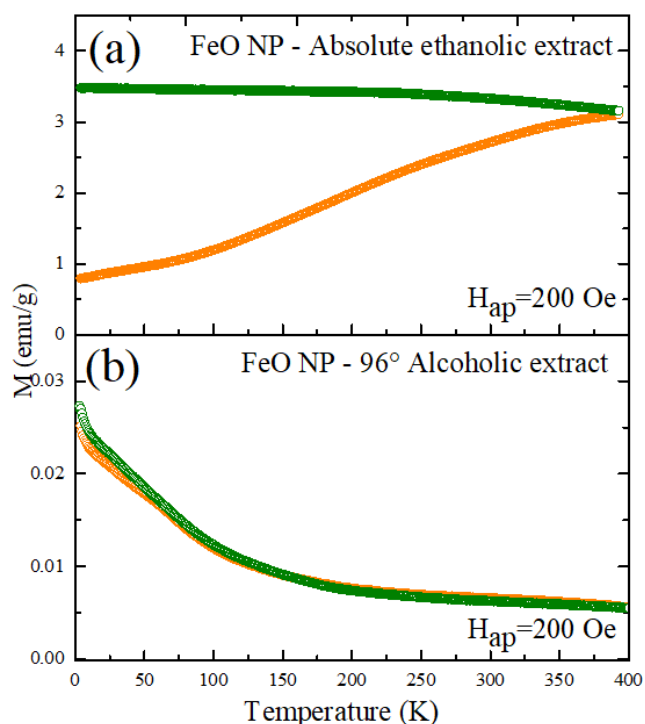 (a) FeO NP - Absolute ethanolic extract
4
3
2
1
0
H_ap=200 Oe
M (emu/g)
(b) FeO NP - 96° Alcoholic extract
0.03
0.02
0.01
0.00
H_ap=200 Oe
0 50 100 150 200 250 300 350 400
Temperature (K)